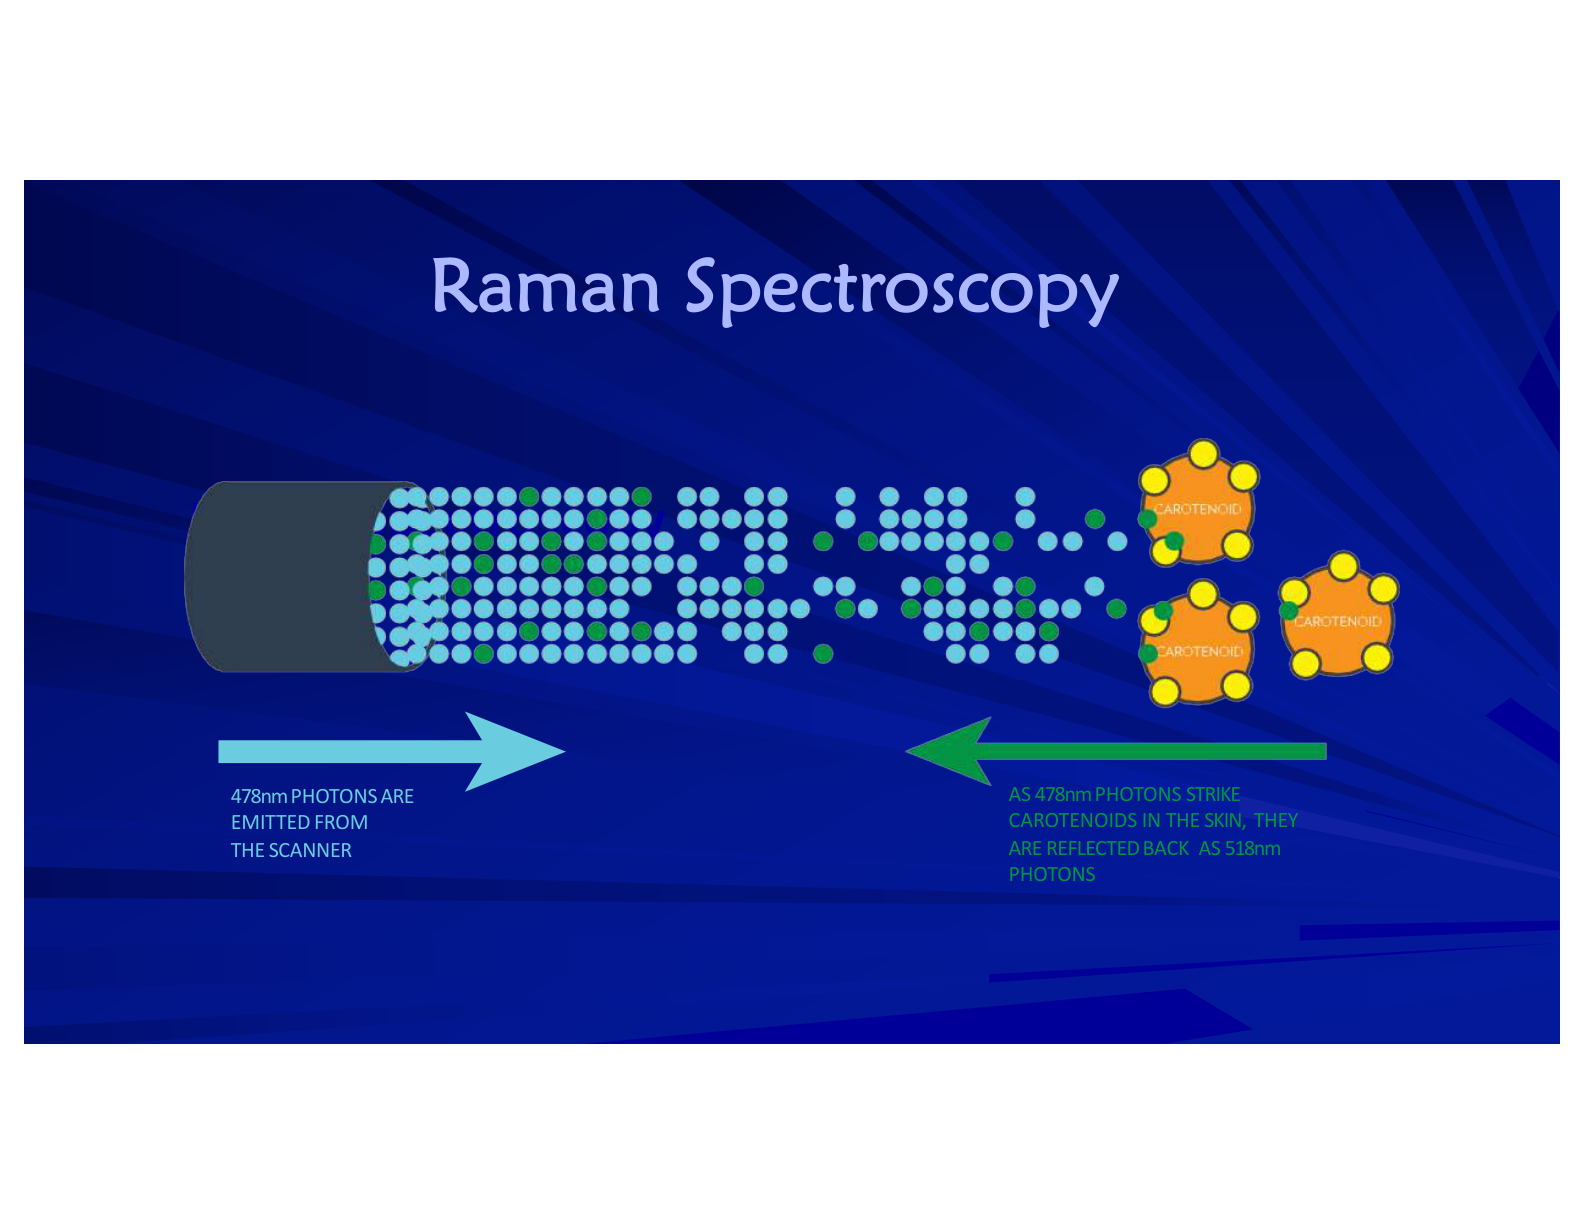 Raman Spectroscopy
CAROTENOID
CAROTENOID
CAROTENOID
478nm PHOTONS ARE
EMITTED FROM
THE SCANNER
AS 478nm PHOTONS STRIKE
CAROTENOIDS IN THE SKIN, THEY
ARE REFLECTED BACK AS 518nm
PHOTONS